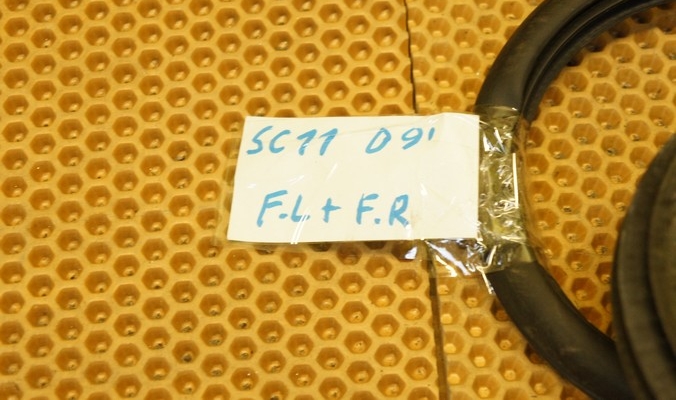 SC11 09'
F.L. + F.R